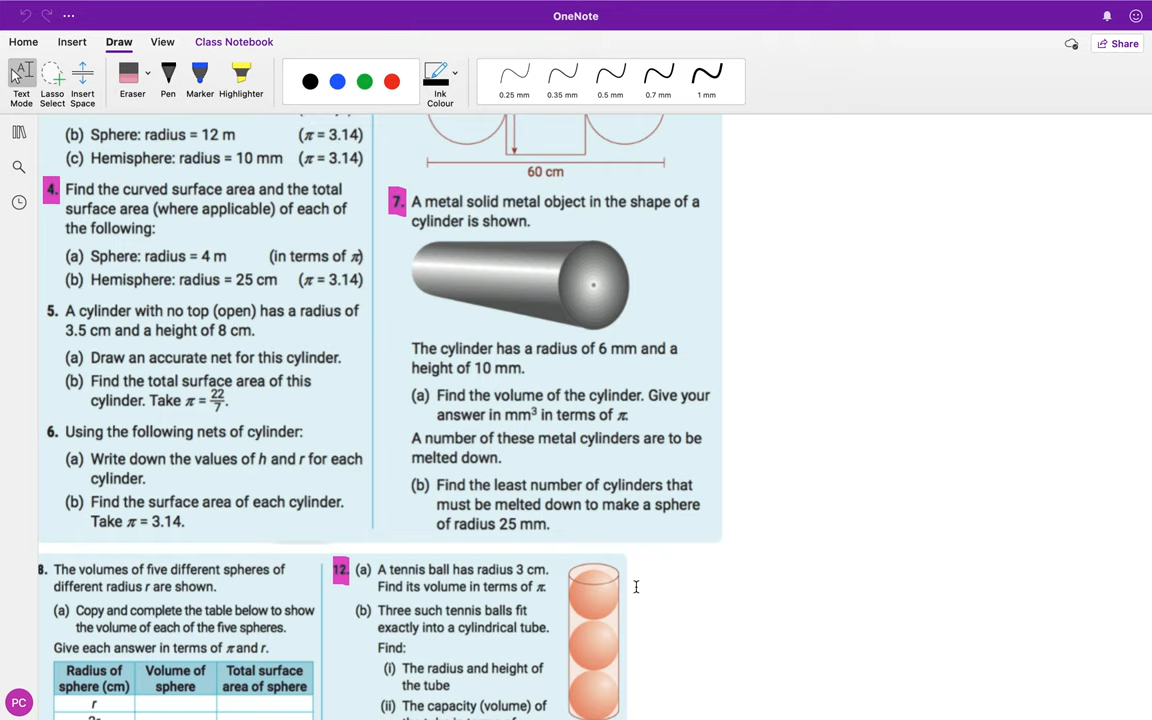 OneNote
Home Insert Draw View Class Notebook
Share
Text Mode
Lasso Select
Insert Space
Eraser
Pen
Marker
Highlighter
Ink Colour
0.25 mm 0.35 mm 0.5 mm 0.7 mm 1 mm
(b) Sphere: radius = 12 m (π = 3.14)
(c) Hemisphere: radius = 10 mm (π = 3.14)
4. Find the curved surface area and the total
surface area (where applicable) of each of
the following:
(a) Sphere: radius = 4 m (in terms of π)
(b) Hemisphere: radius = 25 cm (π = 3.14)
5. A cylinder with no top (open) has a radius of
3.5 cm and a height of 8 cm.
(a) Draw an accurate net for this cylinder.
(b) Find the total surface area of this
cylinder. Take π = 22/7.
6. Using the following nets of cylinder:
(a) Write down the values of h and r for each
cylinder.
(b) Find the surface area of each cylinder.
Take π = 3.14.
60 cm
7. A metal solid metal object in the shape of a
cylinder is shown.
The cylinder has a radius of 6 mm and a
height of 10 mm.
(a) Find the volume of the cylinder. Give your
answer in mm³ in terms of π.
A number of these metal cylinders are to be
melted down.
(b) Find the least number of cylinders that
must be melted down to make a sphere
of radius 25 mm.
8. The volumes of five different spheres of
different radius r are shown.
(a) Copy and complete the table below to show
the volume of each of the five spheres.
Give each answer in terms of π and r.
Radius of sphere (cm) Volume of sphere Total surface area of sphere
r
12. (a) A tennis ball has radius 3 cm.
Find its volume in terms of π.
(b) Three such tennis balls fit
exactly into a cylindrical tube.
Find:
(i) The radius and height of
the tube
(ii) The capacity (volume) of
PC